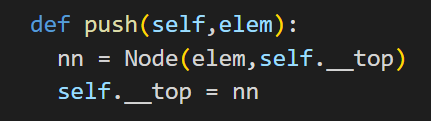 def push(self,elem):
  nn = Node(elem,self.__top)
  self.__top = nn